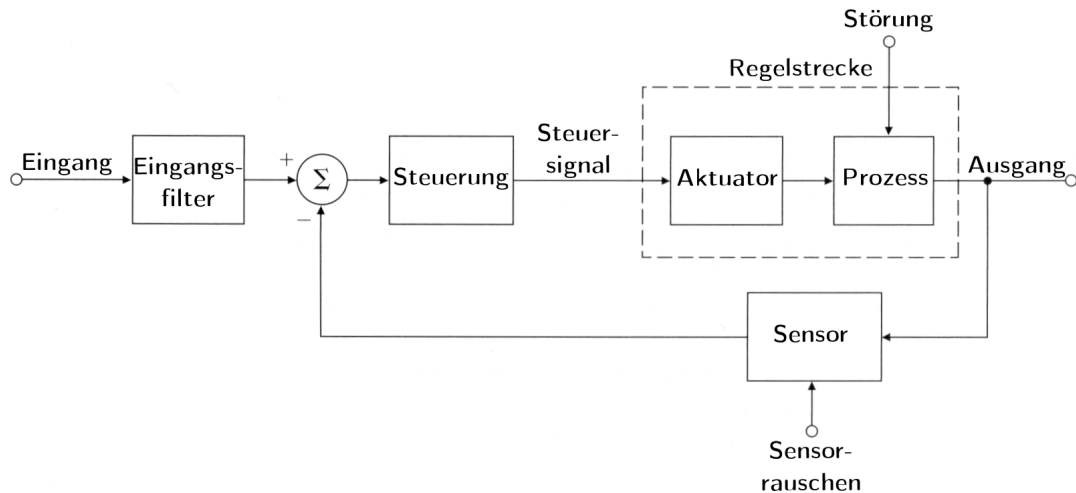 Störung
Regelstrecke
Eingang
Eingangs-
filter
+
Σ
−
Steuerung
Steuer-
signal
Aktuator
Prozess
Ausgang
Sensor
Sensor-
rauschen